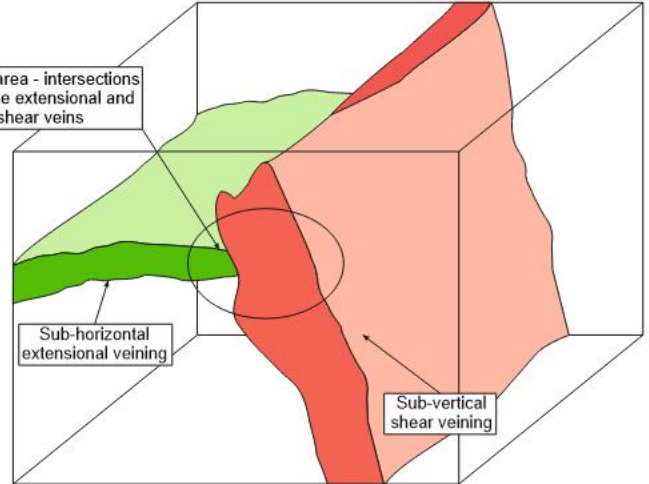 area - intersections
e extensional and
shear veins
Sub-horizontal
extensional veining
Sub-vertical
shear veining